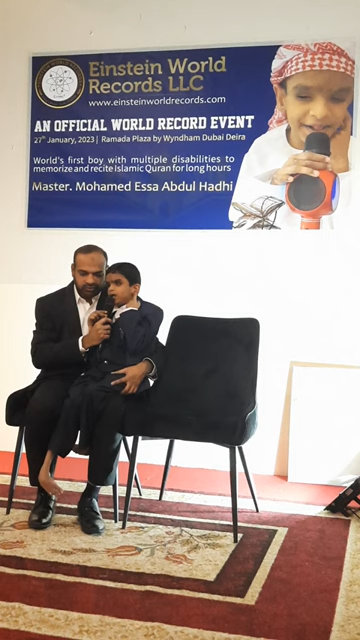 Einstein World
Records LLC
www.einsteinworldrecords.com
AN OFFICIAL WORLD RECORD EVENT
27th January, 2023 | Ramada Plaza by Wyndham Dubai Deira
World's first boy with multiple disabilities to
memorize and recite Islamic Quran for long hours
Master. Mohamed Essa Abdul Hadhi